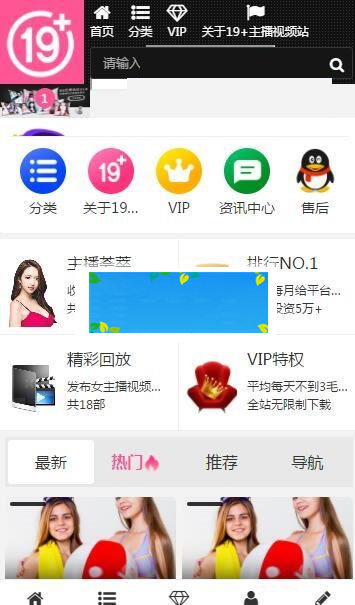 19+
首页 分类 VIP 关于19+主播视频站
请输入
1
分类 关于19... VIP 资讯中心 售后
19+
主播荟萃
排行NO.1
每月给平台...
投资5万+
精彩回放
发布女主播视频...
共18部
VIP特权
平均每天不到3毛...
全站无限制下载
最新 热门 推荐 导航